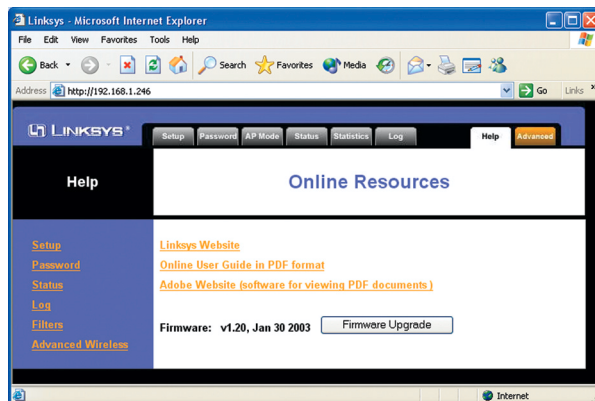 Linksys - Microsoft Internet Explorer
File Edit View Favorites Tools Help
Back Search Favorites Media
Address http://192.168.1.246 Go Links »
LINKSYS®
Setup Password AP Mode Status Statistics Log Help Advanced
Help
Online Resources
Setup
Linksys Website
Password
Online User Guide in PDF format
Status
Adobe Website (software for viewing PDF documents )
Log
Filters
Firmware: v1.20, Jan 30 2003 Firmware Upgrade
Advanced Wireless
Internet